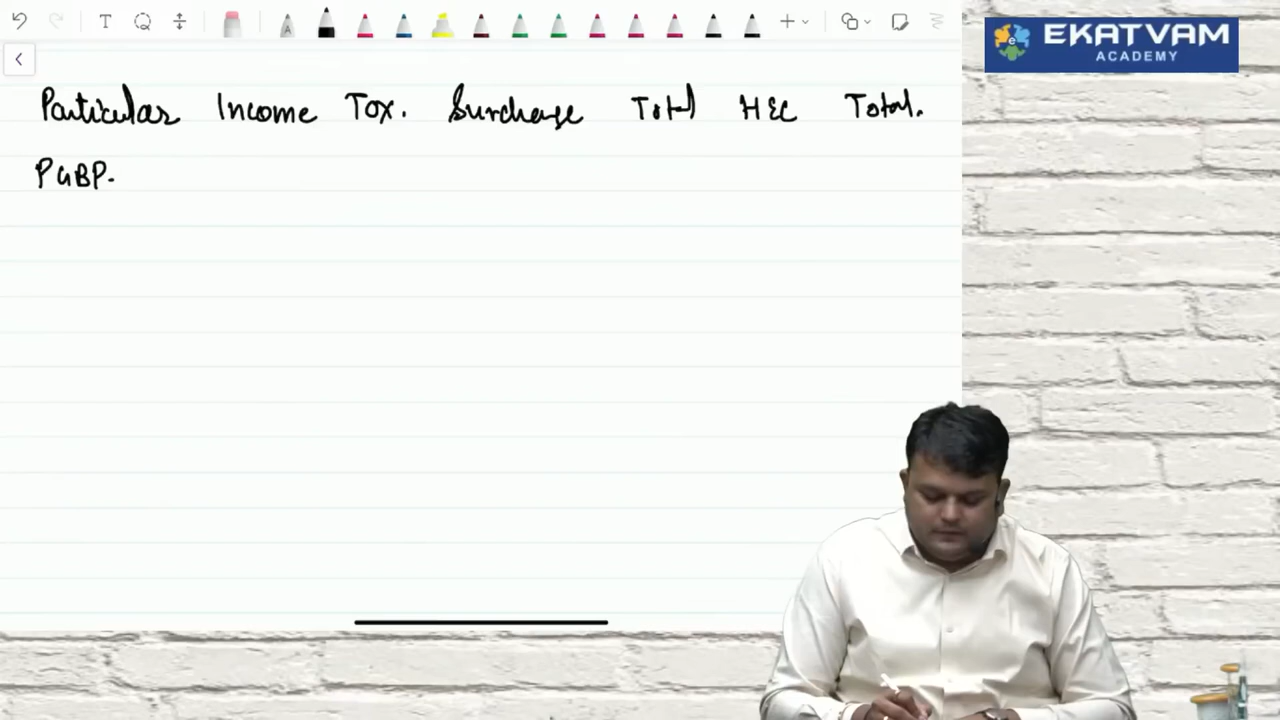 EKATVAM
ACADEMY
Particular Income Tax. Surcharge Total HEC Total.
PGBP.